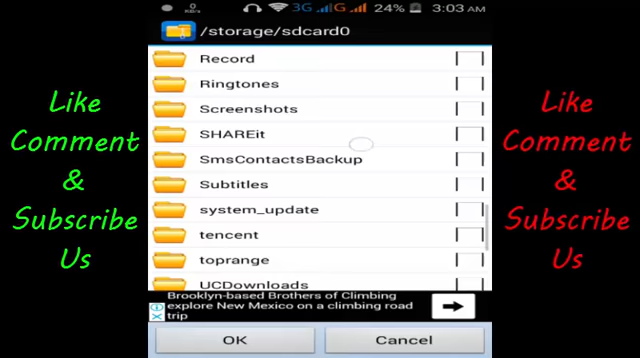 0
KB/s
3G
G
24%
3:03 AM
/storage/sdcard0
Record
Ringtones
Screenshots
SHAREit
SmsContactsBackup
Subtitles
system_update
tencent
toprange
UCDownloads
Brooklyn-based Brothers of Climbing
explore New Mexico on a climbing road
trip
OK
Cancel
Like
Comment
&
Subscribe
Us
Like
Comment
&
Subscribe
Us